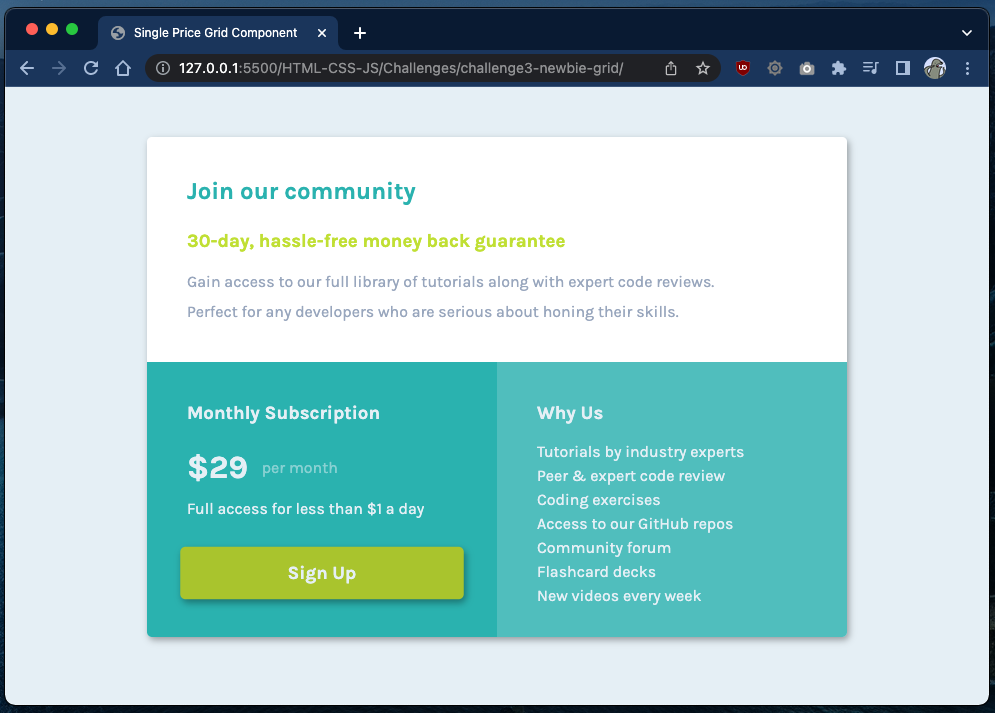 Single Price Grid Component
127.0.0.1:5500/HTML-CSS-JS/Challenges/challenge3-newbie-grid/
Join our community
30-day, hassle-free money back guarantee
Gain access to our full library of tutorials along with expert code reviews.
Perfect for any developers who are serious about honing their skills.
Monthly Subscription
$29 per month
Full access for less than $1 a day
Sign Up
Why Us
Tutorials by industry experts
Peer & expert code review
Coding exercises
Access to our GitHub repos
Community forum
Flashcard decks
New videos every week